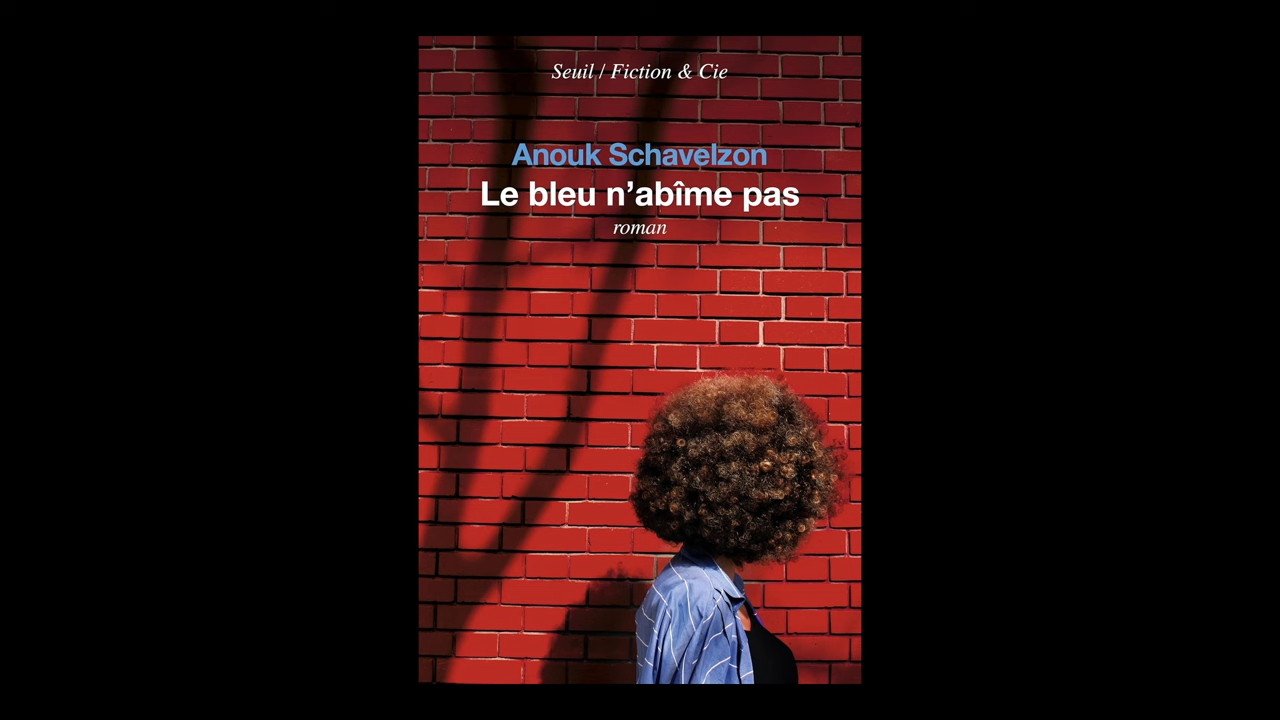 Seuil / Fiction & Cie
Anouk Schavelzon
Le bleu n’abîme pas
roman